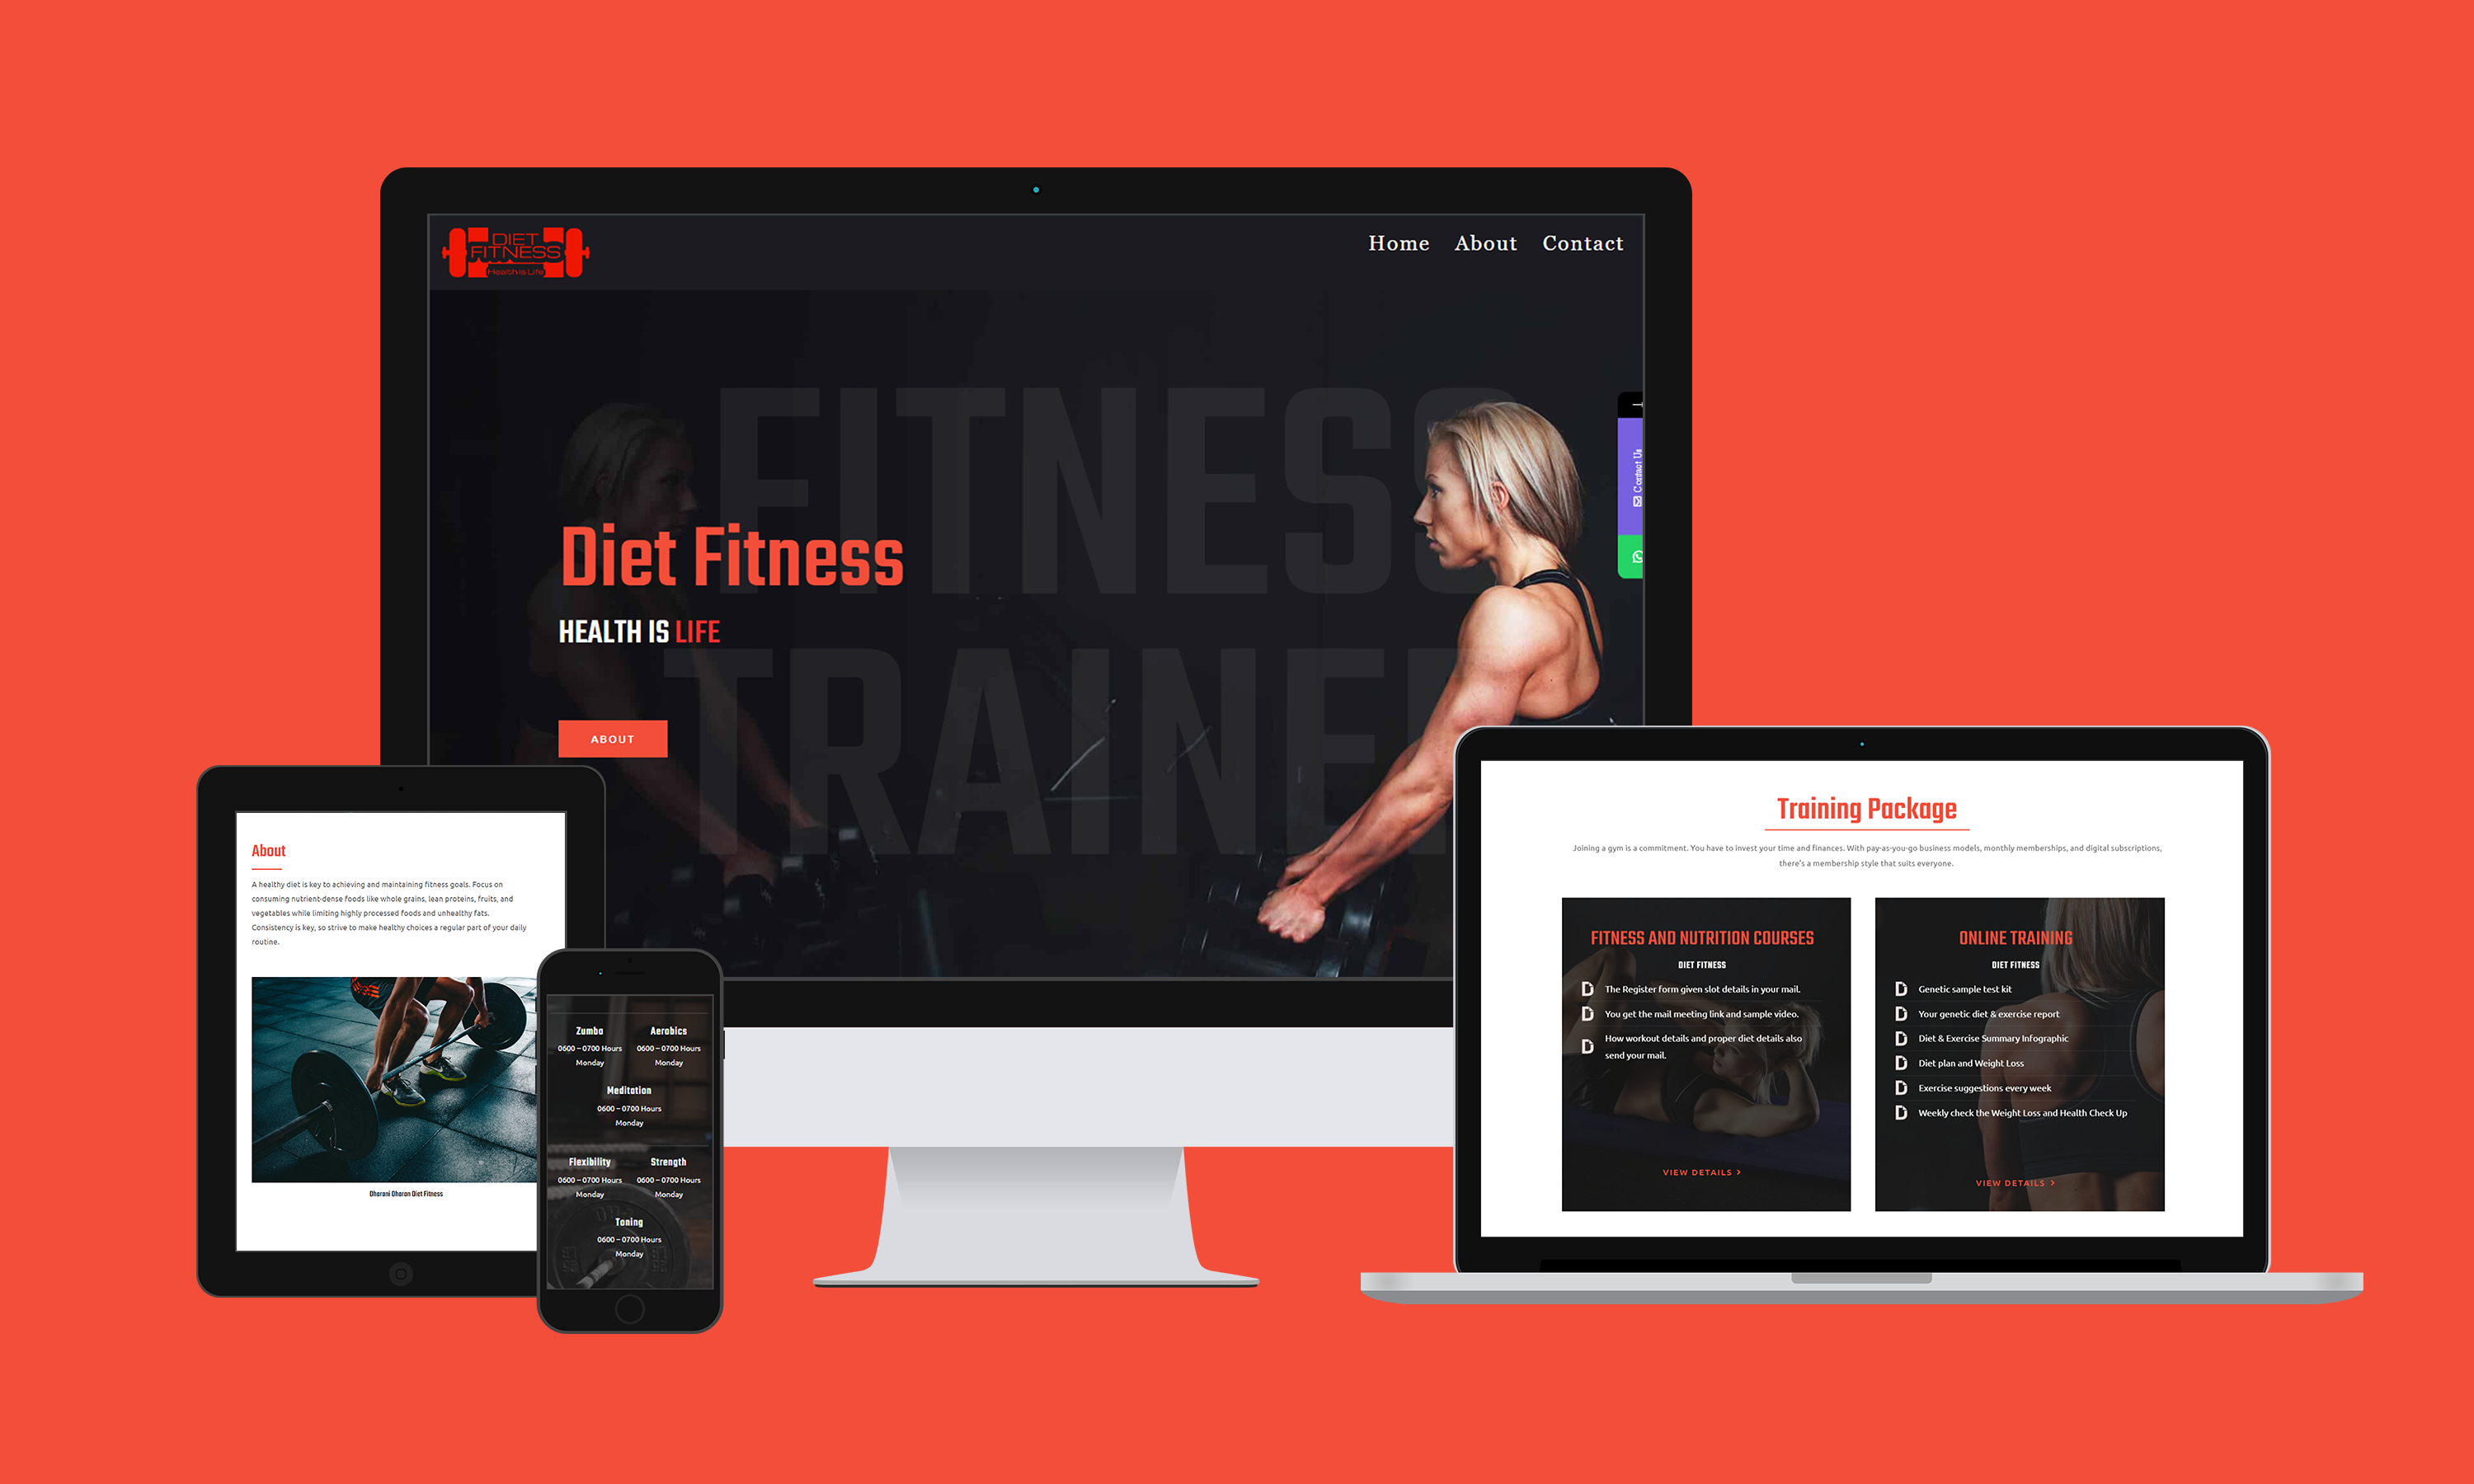 DIET
FITNESS
Health is Life
Home About Contact
FITNESS
Diet Fitness
HEALTH IS LIFE
TRAINER
ABOUT
Contact Us
About
A healthy diet is key to achieving and maintaining fitness goals. Focus on
consuming nutrient-dense foods like whole grains, lean proteins, fruits, and
vegetables while limiting highly processed foods and unhealthy fats.
Consistency is key, so strive to make healthy choices a regular part of your daily
routine.
Dharani Dharan Diet Fitness
Zumba Aerobics
0600 – 0700 Hours 0600 – 0700 Hours
Monday Monday
Meditation
0600 – 0700 Hours
Monday
Flexibility Strength
0600 – 0700 Hours 0600 – 0700 Hours
Monday Monday
Toning
0600 – 0700 Hours
Monday
Training Package
Joining a gym is a commitment. You have to invest your time and finances. With pay-as-you-go business models, monthly memberships, and digital subscriptions,
there's a membership style that suits everyone.
FITNESS AND NUTRITION COURSES
DIET FITNESS
The Register form given slot details in your mail.
You get the mail meeting link and sample video.
How workout details and proper diet details also
send your mail.
VIEW DETAILS >
ONLINE TRAINING
DIET FITNESS
Genetic sample test kit
Your genetic diet & exercise report
Diet & Exercise Summary Infographic
Diet plan and Weight Loss
Exercise suggestions every week
Weekly check the Weight Loss and Health Check Up
VIEW DETAILS >